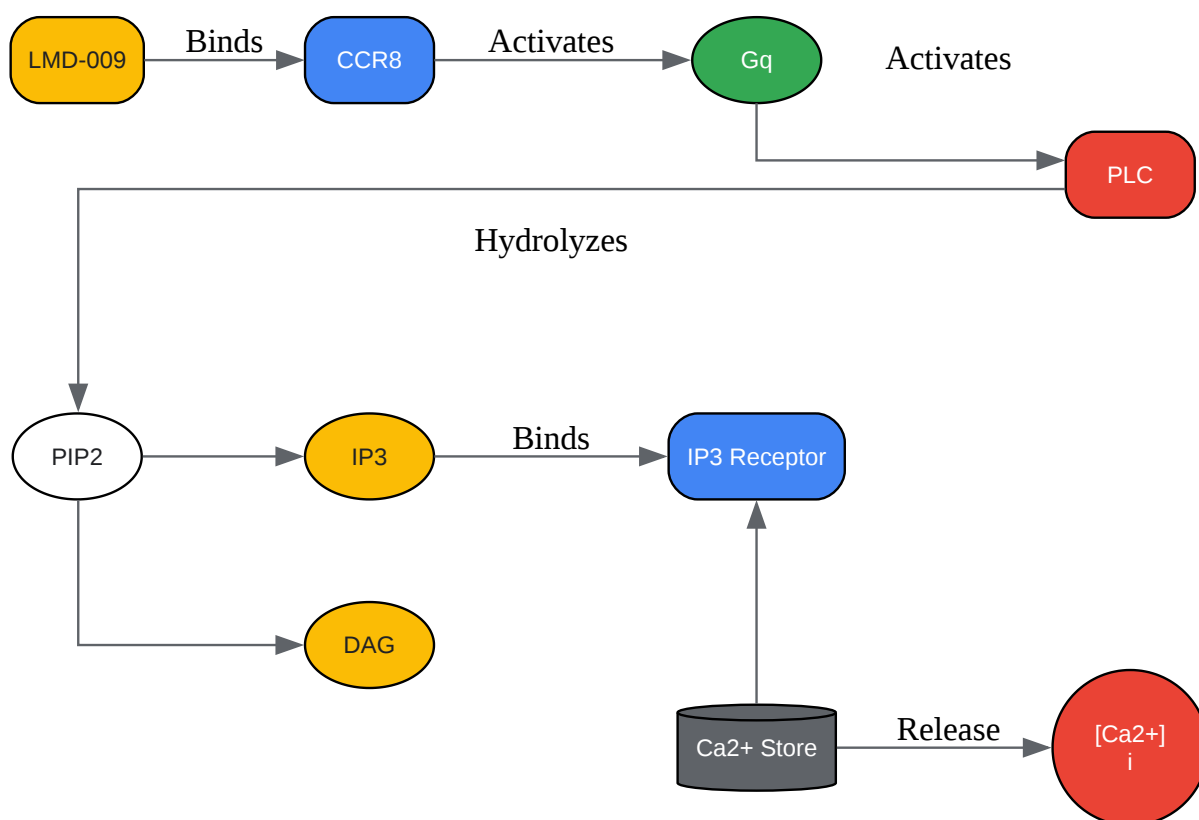 LMD-009
Binds
CCR8
Activates
Gq
Activates
PLC
Hydrolyzes
PIP2
IP3
Binds
IP3 Receptor
DAG
Ca2+ Store
Release
[Ca2+]
i